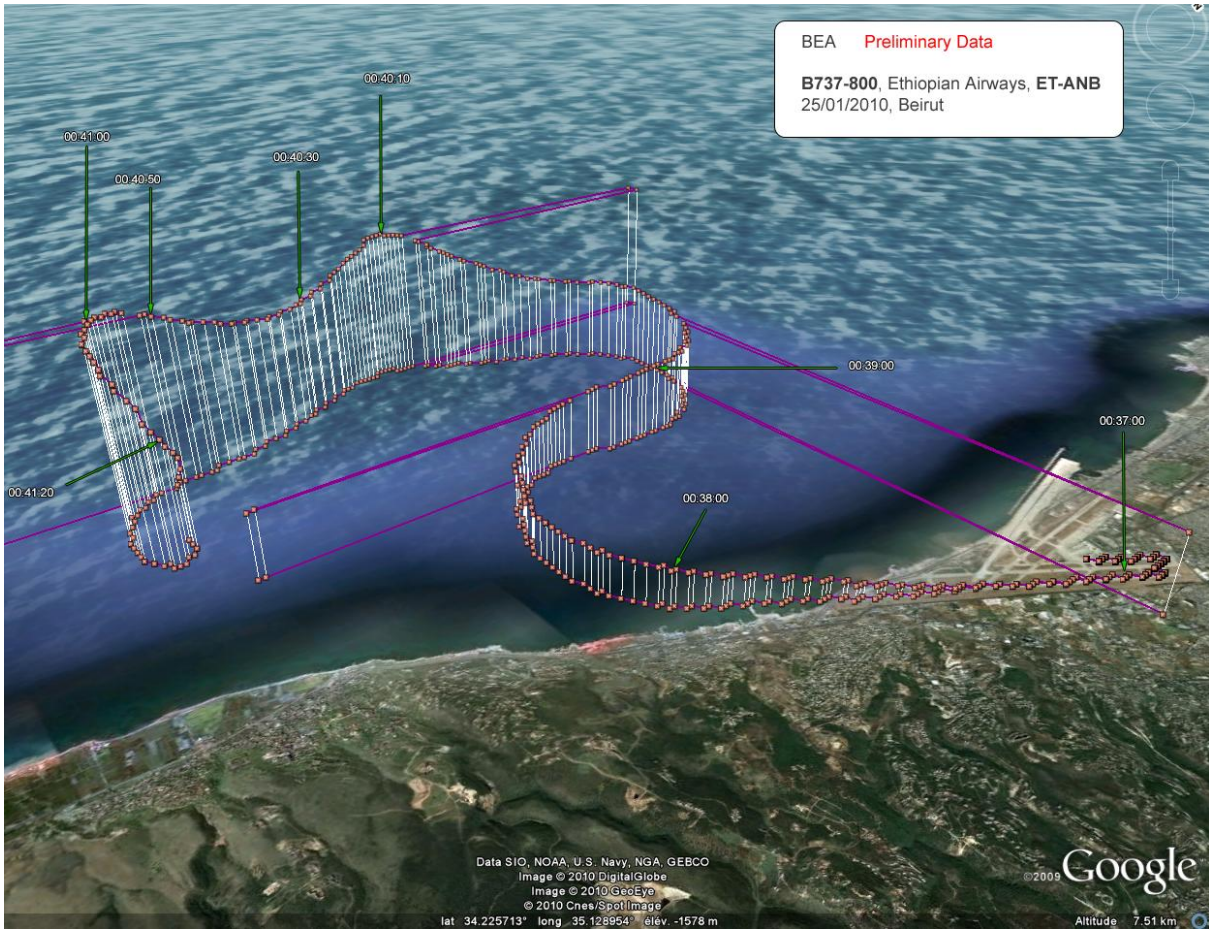 BEA Preliminary Data
B737-800, Ethiopian Airways, ET-ANB
25/01/2010, Beirut
N
00:40:10
00:41:00
00:40:30
00:40:50
00:39:00
00:37:00
00:41:20
00:38:00
Data SIO, NOAA, U.S. Navy, NGA, GEBCO
Image © 2010 DigitalGlobe
Image © 2010 GeoEye
© 2010 Cnes/Spot Image
©2009 Google
lat 34.225713° long 35.128954° élév. -1578 m
Altitude 7.51 km